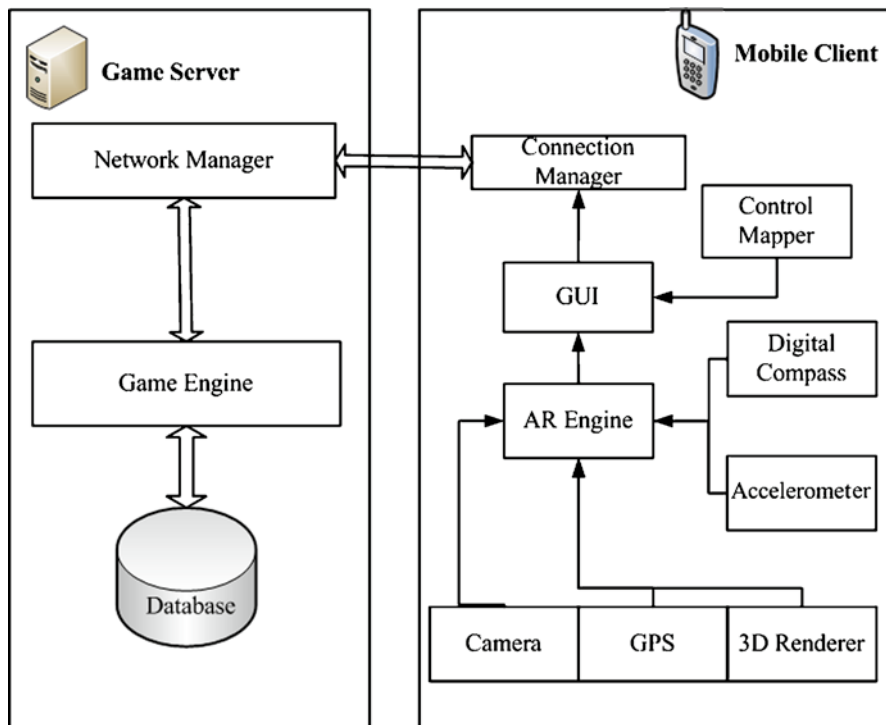 Game Server
Network Manager
Game Engine
Database
Mobile Client
Connection
Manager
Control
Mapper
GUI
Digital
Compass
AR Engine
Accelerometer
Camera
GPS
3D Renderer